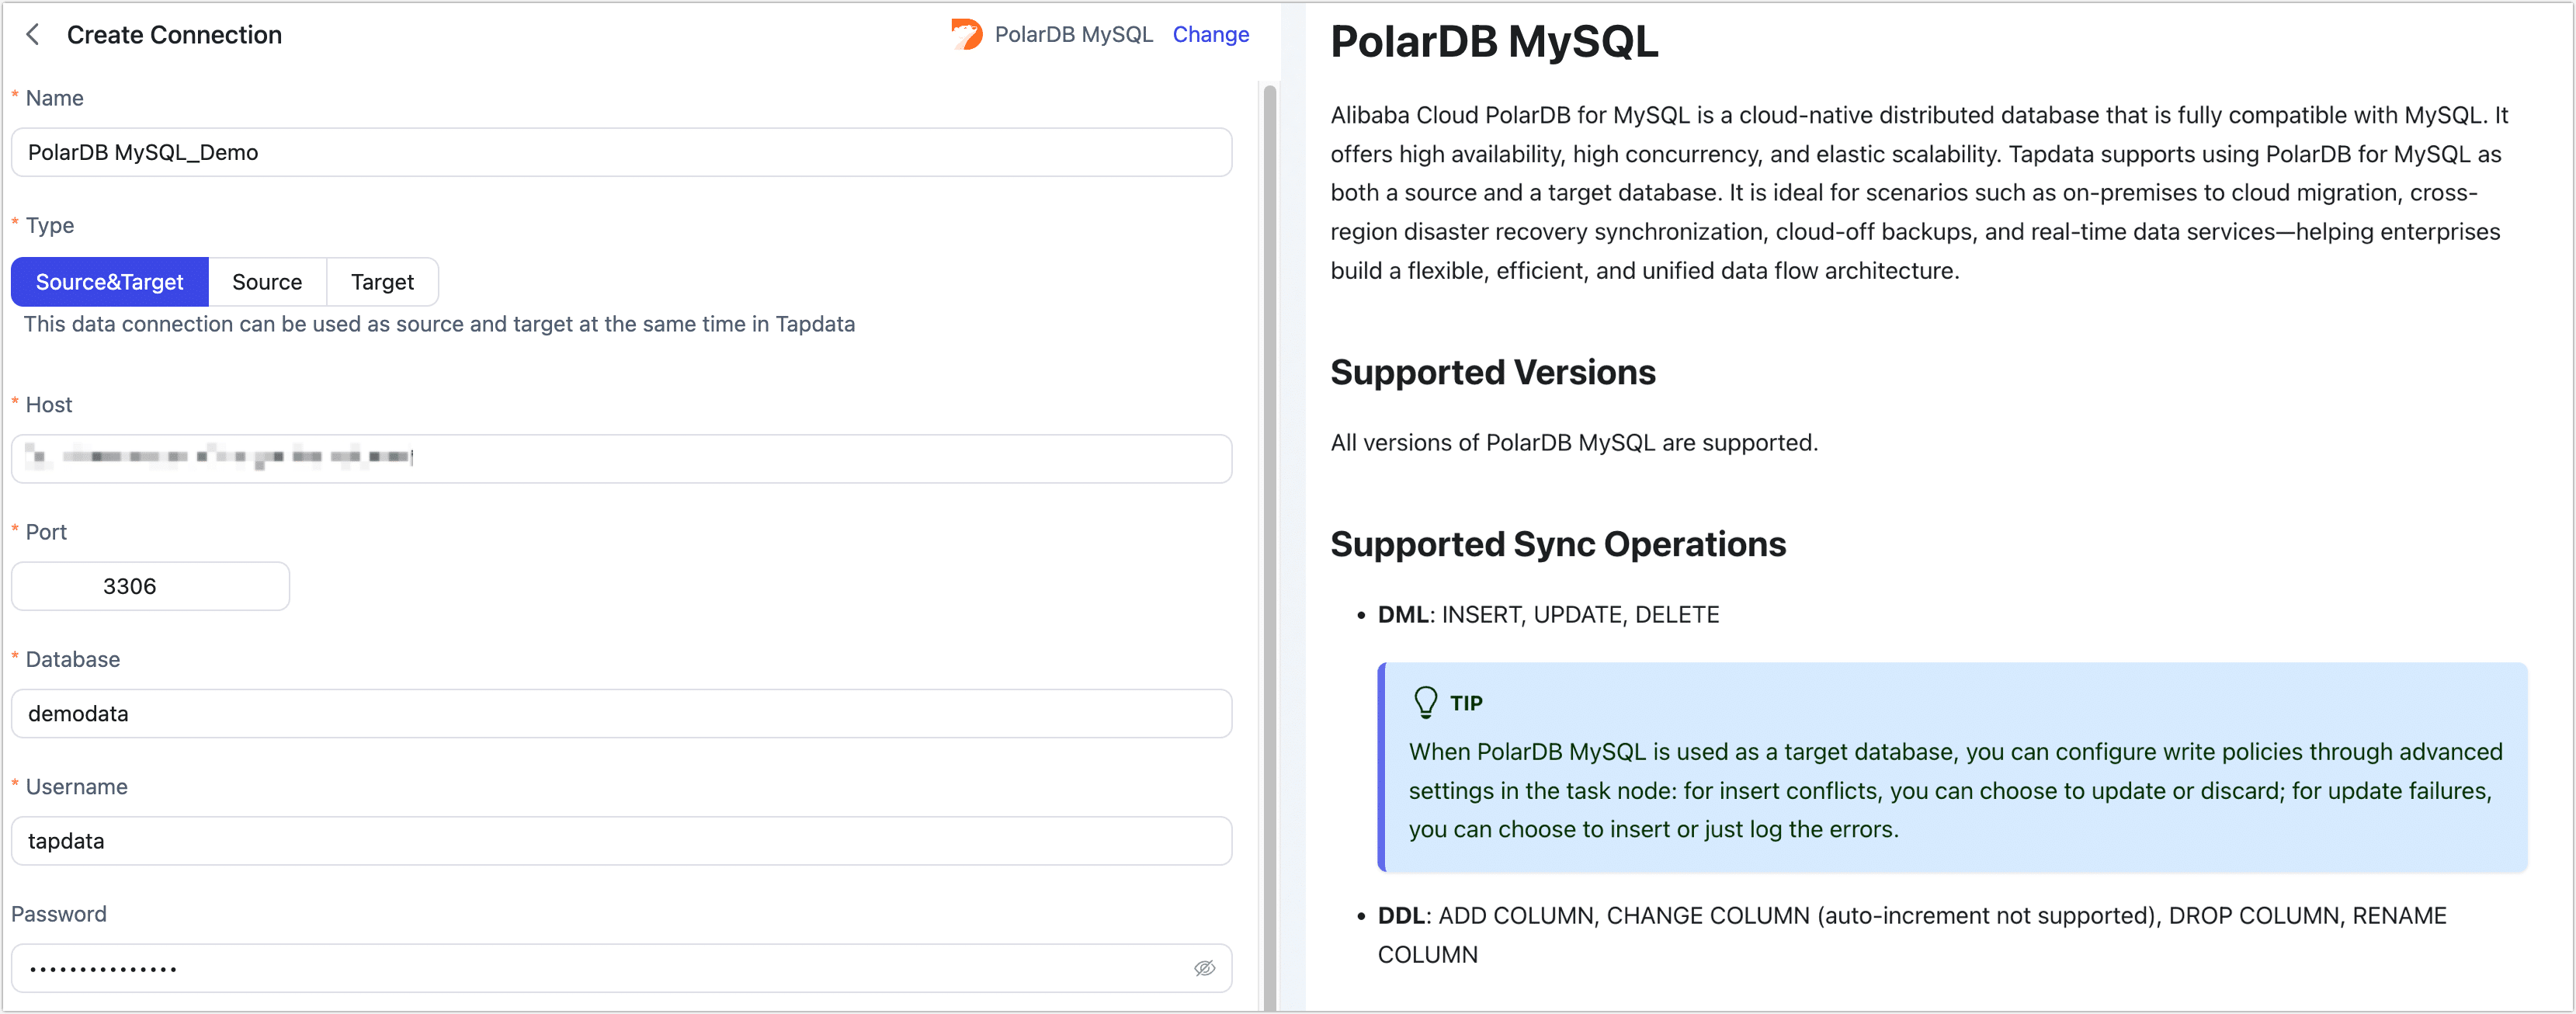 Create Connection
PolarDB MySQL Change
* Name
PolarDB MySQL_Demo
* Type
Source&Target Source Target
This data connection can be used as source and target at the same time in Tapdata
* Host
* Port
3306
* Database
demodata
* Username
tapdata
Password
•••••••••••••••
PolarDB MySQL
Alibaba Cloud PolarDB for MySQL is a cloud-native distributed database that is fully compatible with MySQL. It
offers high availability, high concurrency, and elastic scalability. Tapdata supports using PolarDB for MySQL as
both a source and a target database. It is ideal for scenarios such as on-premises to cloud migration, cross-
region disaster recovery synchronization, cloud-off backups, and real-time data services—helping enterprises
build a flexible, efficient, and unified data flow architecture.
Supported Versions
All versions of PolarDB MySQL are supported.
Supported Sync Operations
• DML: INSERT, UPDATE, DELETE
TIP
When PolarDB MySQL is used as a target database, you can configure write policies through advanced
settings in the task node: for insert conflicts, you can choose to update or discard; for update failures,
you can choose to insert or just log the errors.
• DDL: ADD COLUMN, CHANGE COLUMN (auto-increment not supported), DROP COLUMN, RENAME
COLUMN